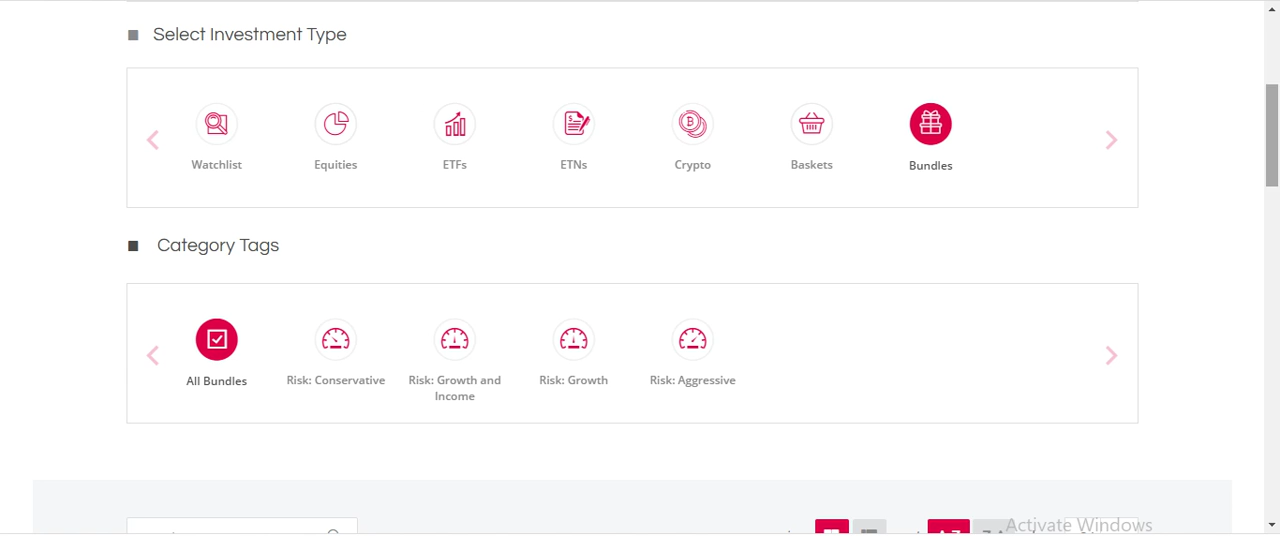 Select Investment Type
Watchlist
Equities
ETFs
ETNs
Crypto
Baskets
Bundles
Category Tags
All Bundles
Risk: Conservative
Risk: Growth and
Income
Risk: Growth
Risk: Aggressive
Activate Windows